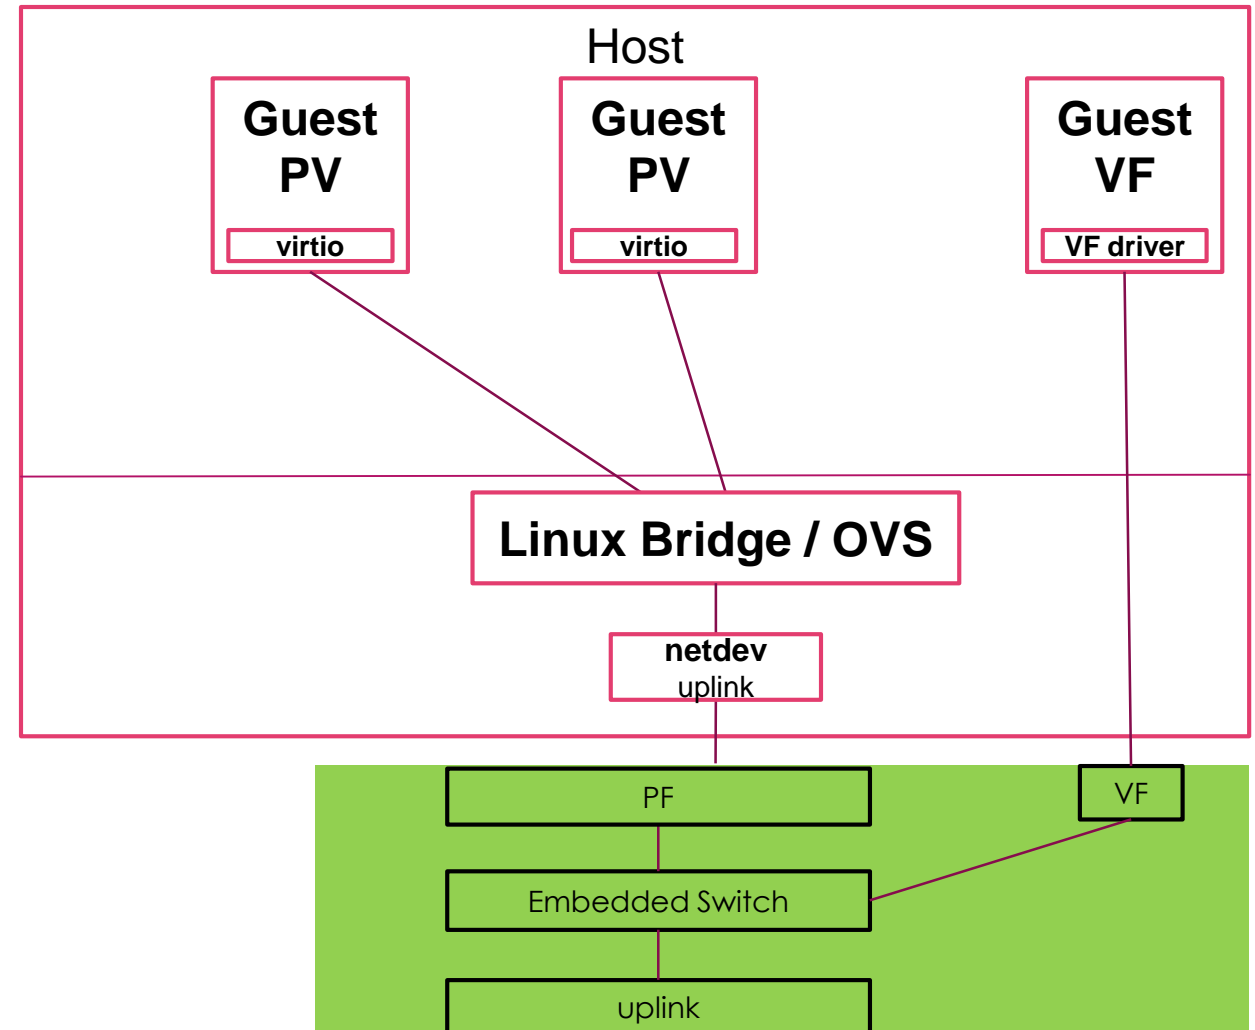 Host
Guest
PV
virtio
Guest
PV
virtio
Guest
VF
VF driver
Linux Bridge / OVS
netdev
uplink
PF
VF
Embedded Switch
uplink